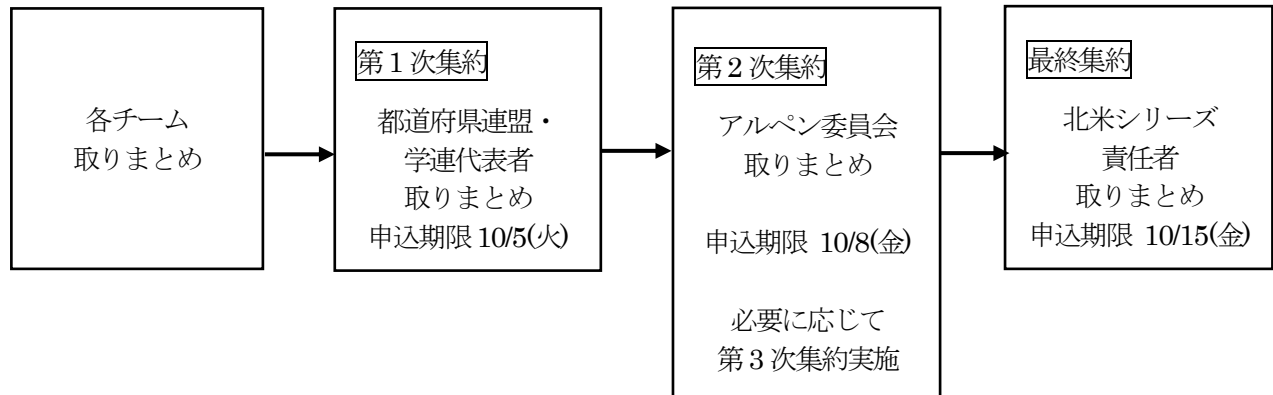 各チーム
取りまとめ
第1次集約
都道府県連盟・
学連代表者
取りまとめ
申込期限 10/5(火)
第2次集約
アルペン委員会
取りまとめ
申込期限 10/8(金)
必要に応じて
第3次集約実施
最終集約
北米シリーズ
責任者
取りまとめ
申込期限 10/15(金)